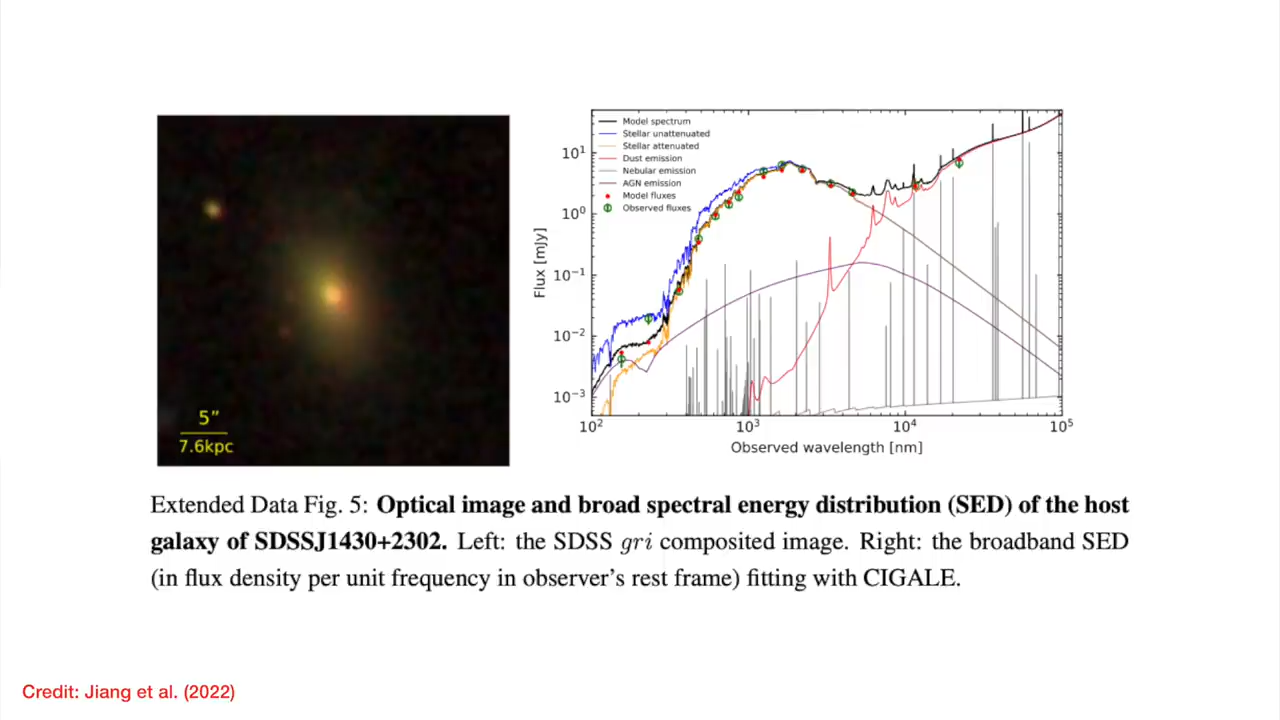 5”
7.6kpc
Model spectrum
Stellar unattenuated
Stellar attenuated
Dust emission
Nebular emission
AGN emission
Model fluxes
Observed fluxes
Flux [mJy]
10¹
10⁰
10⁻¹
10⁻²
10⁻³
10² 10³ 10⁴ 10⁵
Observed wavelength [nm]
Extended Data Fig. 5: Optical image and broad spectral energy distribution (SED) of the host
galaxy of SDSSJ1430+2302. Left: the SDSS gri composited image. Right: the broadband SED
(in flux density per unit frequency in observer’s rest frame) fitting with CIGALE.
Credit: Jiang et al. (2022)